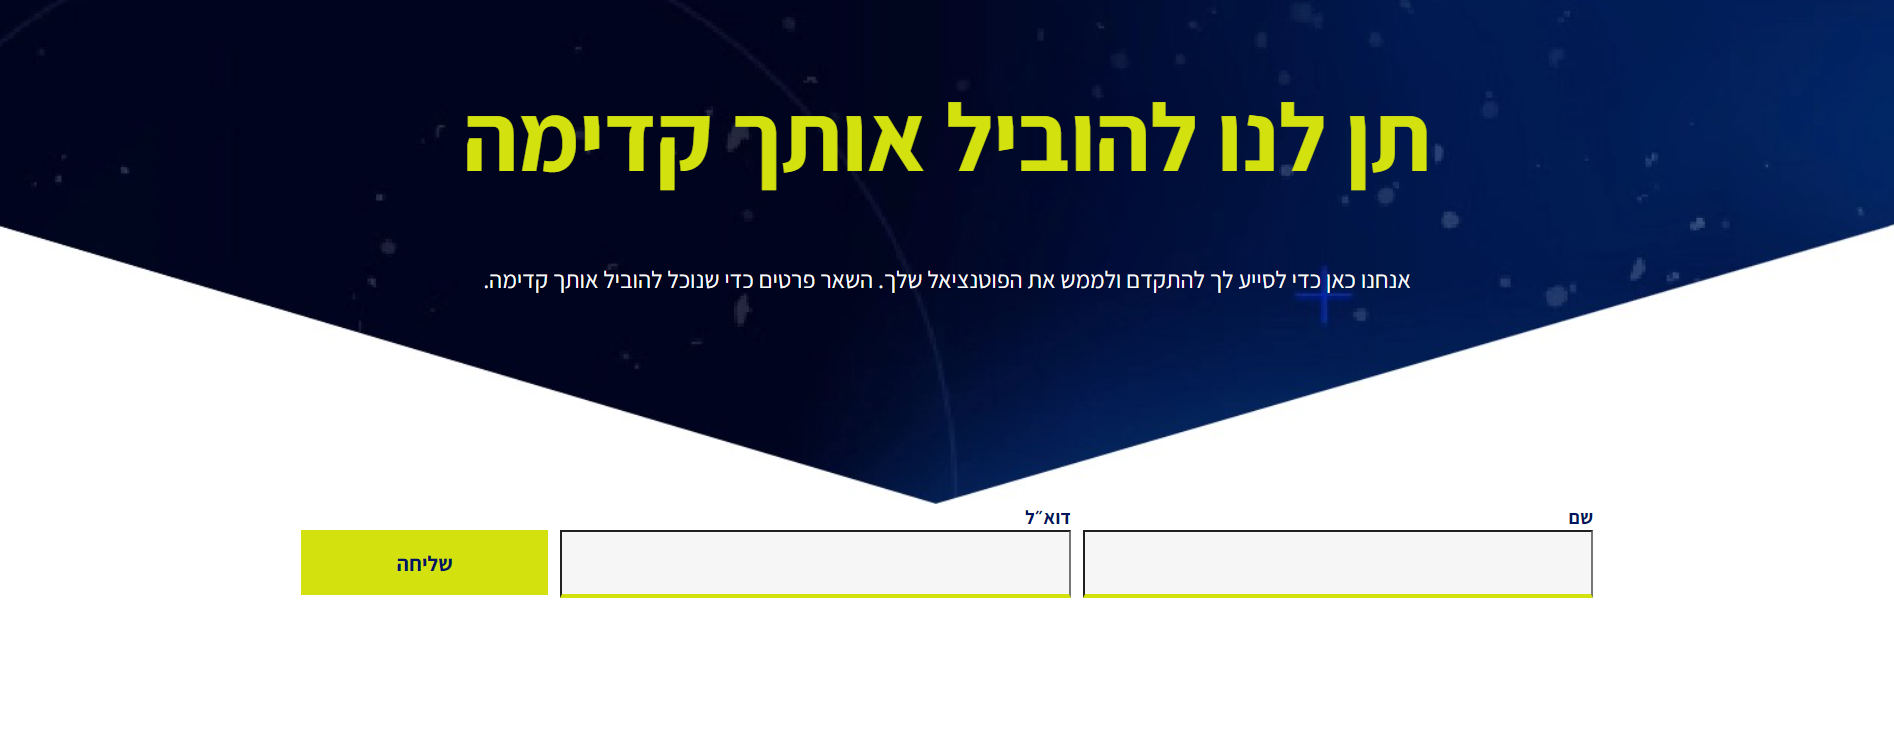 תן לנו להוביל אותך קדימה
אנחנו כאן כדי לסייע לך להתקדם ולממש את הפוטנציאל שלך. השאר פרטים כדי שנוכל להוביל אותך קדימה.
שם
דוא״ל
שליחה